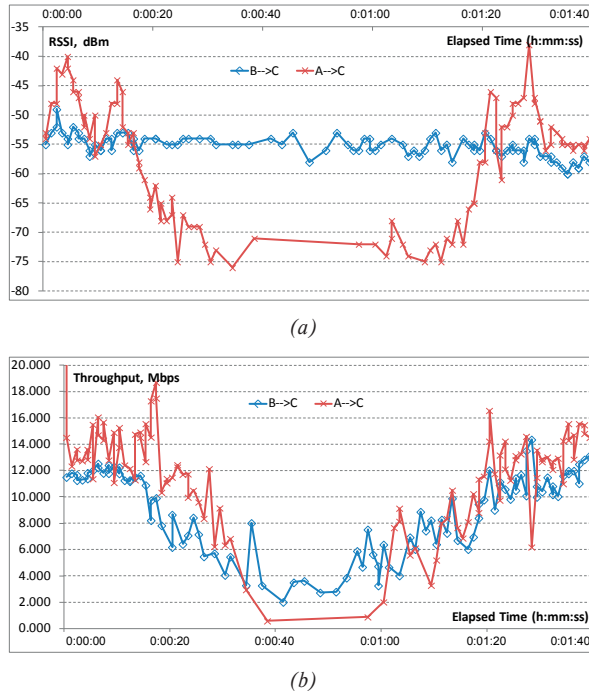 0:00:00 0:00:20 0:00:40 0:01:00 0:01:20 0:01:40
-35
RSSI, dBm Elapsed Time (h:mm:ss)
-40
B-->C A-->C
-45
-50
-55
-60
-65
-70
-75
-80
(a)
20.000
Throughput, Mbps
18.000
B-->C A-->C
16.000
14.000
12.000
10.000
8.000
6.000
4.000
2.000
Elapsed Time (h:mm:ss)
0.000
0:00:00 0:00:20 0:00:40 0:01:00 0:01:20 0:01:40
(b)